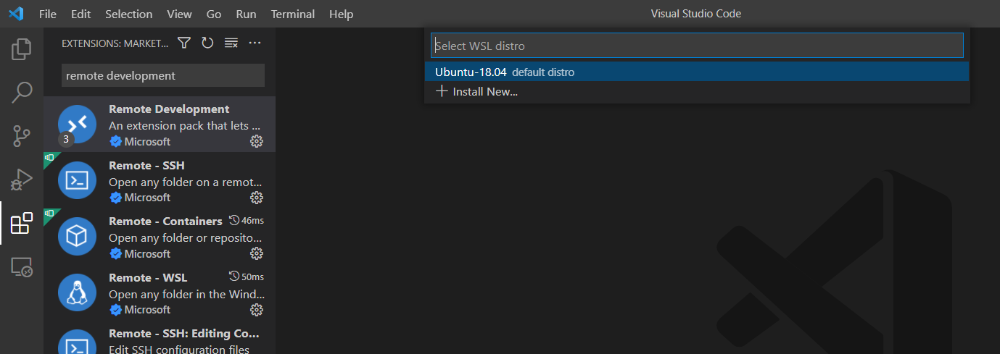 File Edit Selection View Go Run Terminal Help Visual Studio Code
EXTENSIONS: MARKET...
remote development
Remote Development
An extension pack that lets ...
3
Microsoft
Remote - SSH
Open any folder on a remot...
Microsoft
Remote - Containers 46ms
Open any folder or reposito...
Microsoft
Remote - WSL 50ms
Open any folder in the Wind...
Microsoft
Remote - SSH: Editing Co...
Edit SSH configuration files
Select WSL distro
Ubuntu-18.04 default distro
Install New...